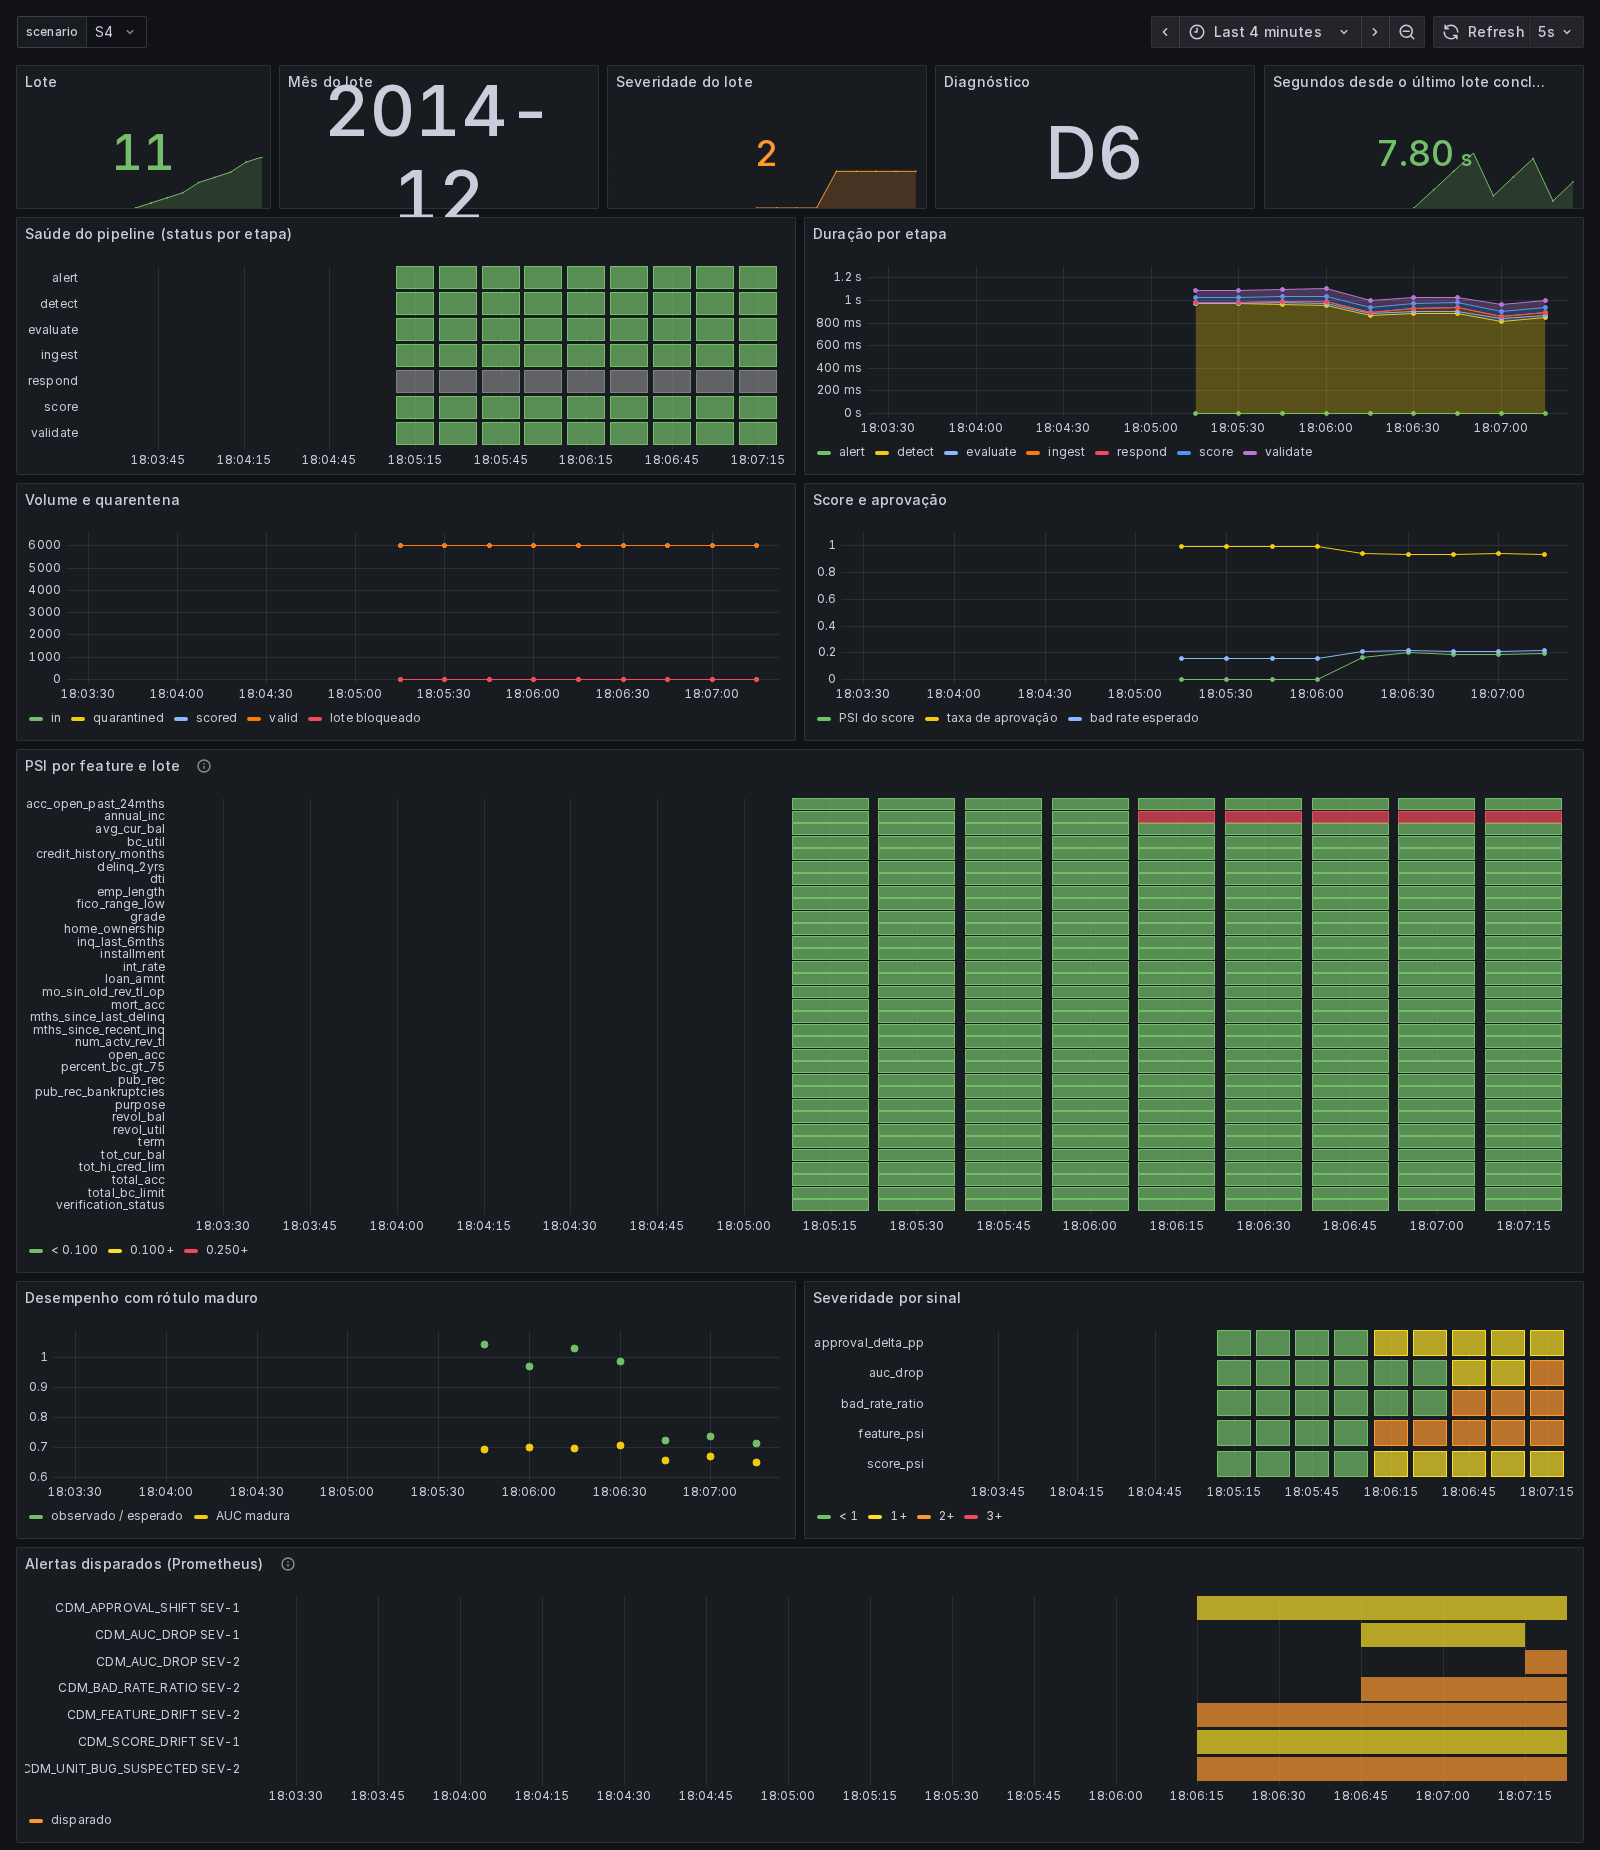 scenario S4 Last 4 minutes Refresh 5s
Lote
11
Mês do lote
2014-
12
Severidade do lote
2
Diagnóstico
D6
Segundos desde o último lote concl...
7.80 s
Saúde do pipeline (status por etapa)
alert
detect
evaluate
ingest
respond
score
validate
18:03:45 18:04:15 18:04:45 18:05:15 18:05:45 18:06:15 18:06:45 18:07:15
Duração por etapa
1.2 s
1 s
800 ms
600 ms
400 ms
200 ms
0 s
18:03:30 18:04:00 18:04:30 18:05:00 18:05:30 18:06:00 18:06:30 18:07:00
alert detect evaluate ingest respond score validate
Volume e quarentena
6000
5000
4000
3000
2000
1000
0
18:03:30 18:04:00 18:04:30 18:05:00 18:05:30 18:06:00 18:06:30 18:07:00
in quarantined scored valid lote bloqueado
Score e aprovação
1
0.8
0.6
0.4
0.2
0
18:03:30 18:04:00 18:04:30 18:05:00 18:05:30 18:06:00 18:06:30 18:07:00
PSI do score taxa de aprovação bad rate esperado
PSI por feature e lote
acc_open_past_24mths
annual_inc
avg_cur_bal
bc_util
credit_history_months
delinq_2yrs
dti
emp_length
fico_range_low
grade
home_ownership
inq_last_6mths
installment
int_rate
loan_amnt
mo_sin_old_rev_tl_op
mort_acc
mths_since_last_delinq
mths_since_recent_inq
num_actv_rev_tl
open_acc
percent_bc_gt_75
pub_rec
pub_rec_bankruptcies
purpose
revol_bal
revol_util
term
tot_cur_bal
tot_hi_cred_lim
total_acc
total_bc_limit
verification_status
18:03:30 18:03:45 18:04:00 18:04:15 18:04:30 18:04:45 18:05:00 18:05:15 18:05:30 18:05:45 18:06:00 18:06:15 18:06:30 18:06:45 18:07:00 18:07:15
< 0.100 0.100+ 0.250+
Desempenho com rótulo maduro
1
0.9
0.8
0.7
0.6
18:03:30 18:04:00 18:04:30 18:05:00 18:05:30 18:06:00 18:06:30 18:07:00
observado / esperado AUC madura
Severidade por sinal
approval_delta_pp
auc_drop
bad_rate_ratio
feature_psi
score_psi
18:03:45 18:04:15 18:04:45 18:05:15 18:05:45 18:06:15 18:06:45 18:07:15
< 1 1+ 2+ 3+
Alertas disparados (Prometheus)
CDM_APPROVAL_SHIFT SEV-1
CDM_AUC_DROP SEV-1
CDM_AUC_DROP SEV-2
CDM_BAD_RATE_RATIO SEV-2
CDM_FEATURE_DRIFT SEV-2
CDM_SCORE_DRIFT SEV-1
CDM_UNIT_BUG_SUSPECTED SEV-2
18:03:30 18:03:45 18:04:00 18:04:15 18:04:30 18:04:45 18:05:00 18:05:15 18:05:30 18:05:45 18:06:00 18:06:15 18:06:30 18:06:45 18:07:00 18:07:15
disparado